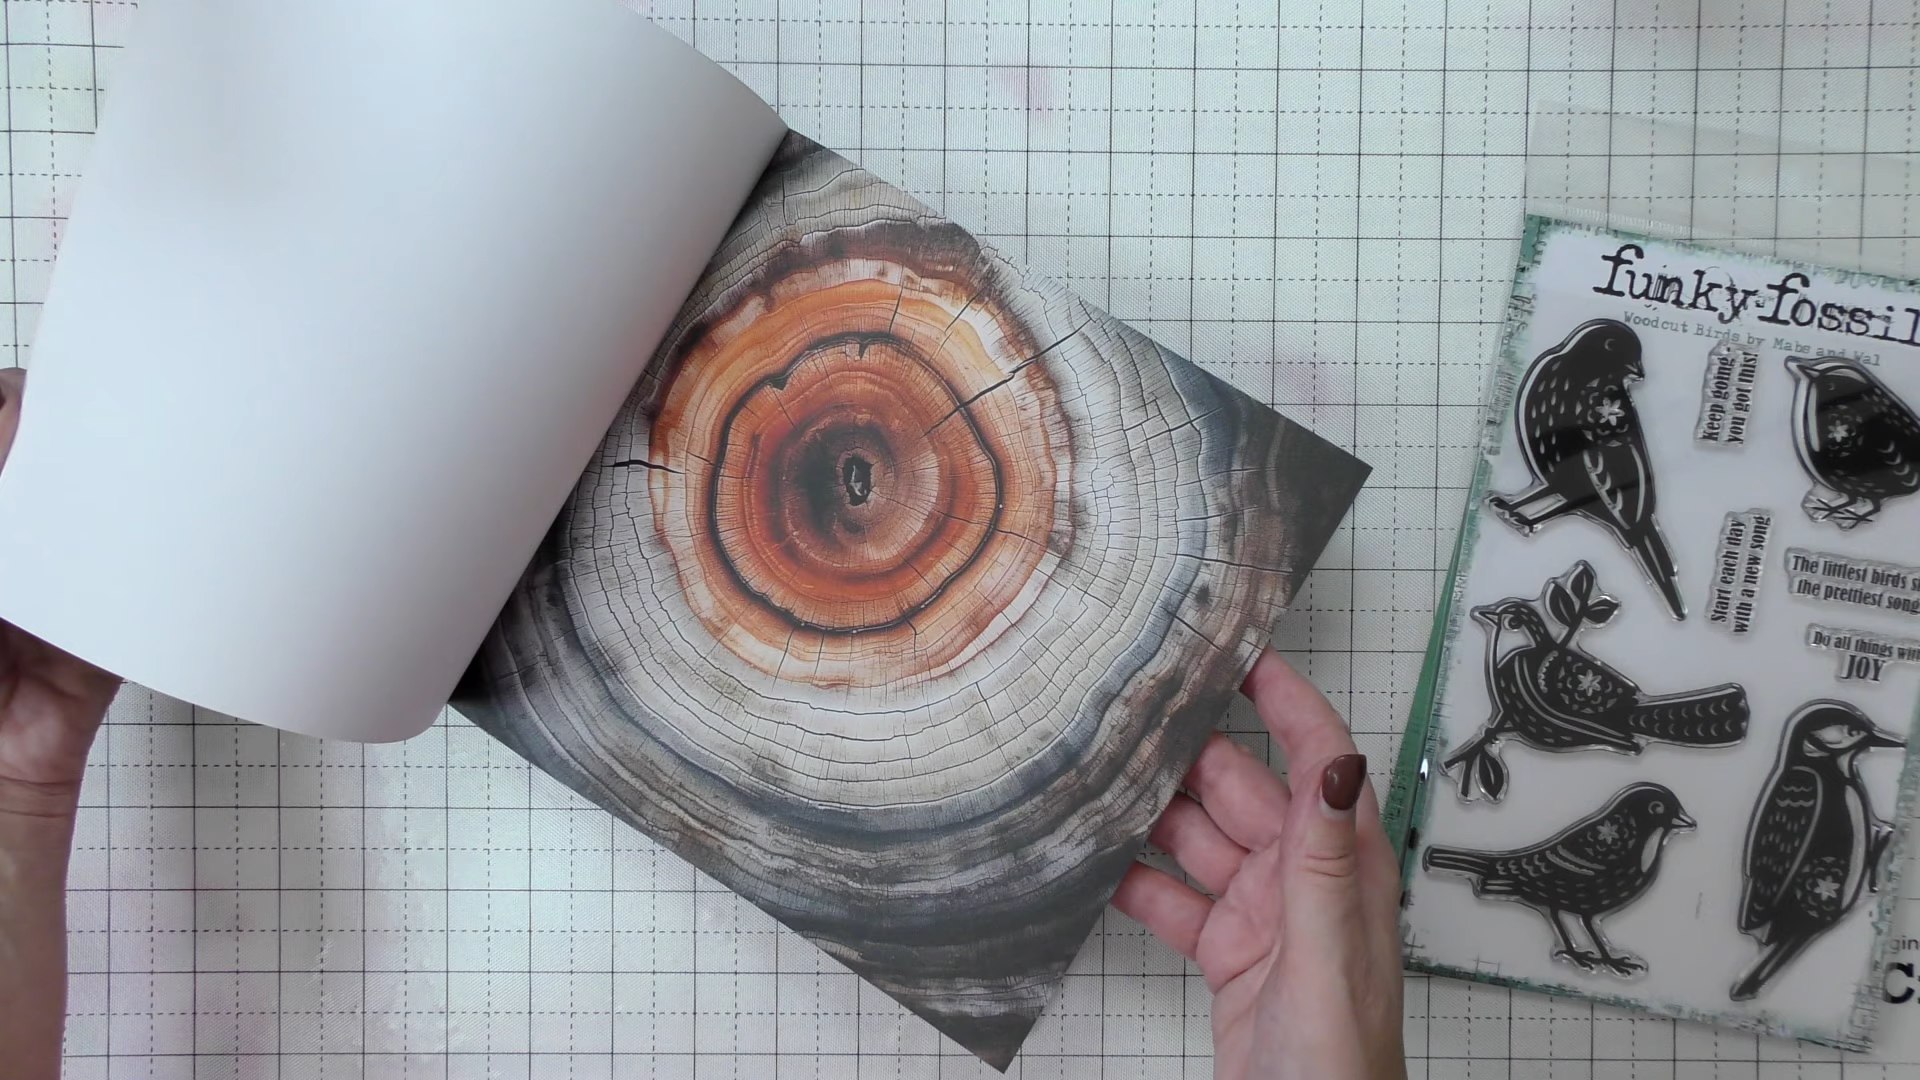 funky fossil
Woodcut Birds by Mabs and Wal
Keep going,
you got this!
Start each day
with a new song
The littlest birds
the prettiest song
Do all things with
JOY